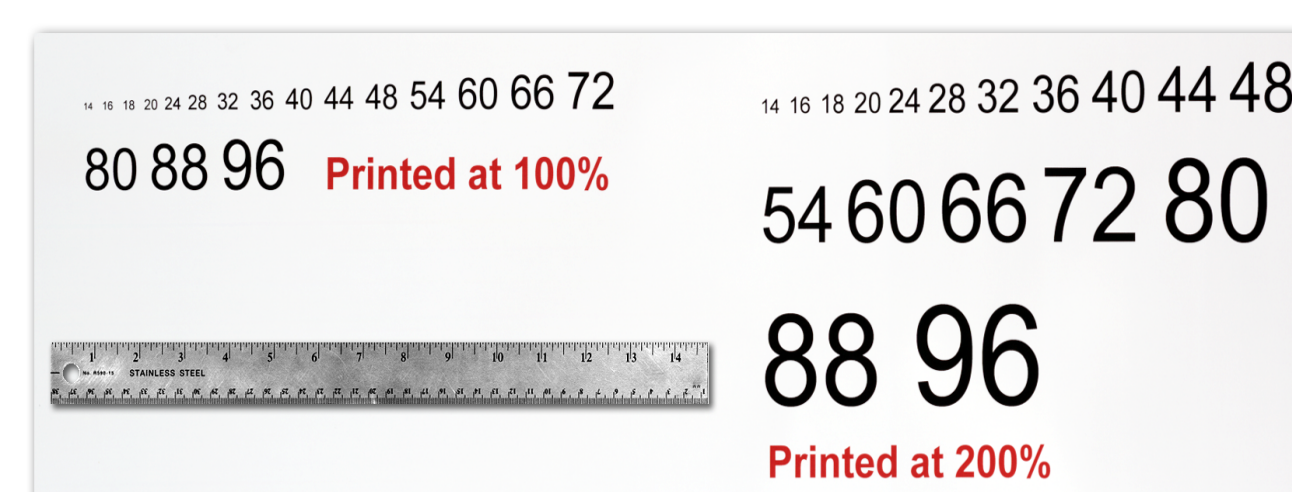 14 16 18 20 24 28 32 36 40 44 48 54 60 66 72
80 88 96 Printed at 100%
1 2 3 4 5 6 7 8 9 10 11 12 13 14
No. R590-15 STAINLESS STEEL
14 16 18 20 24 28 32 36 40 44 48
54 60 66 72 80
88 96
Printed at 200%